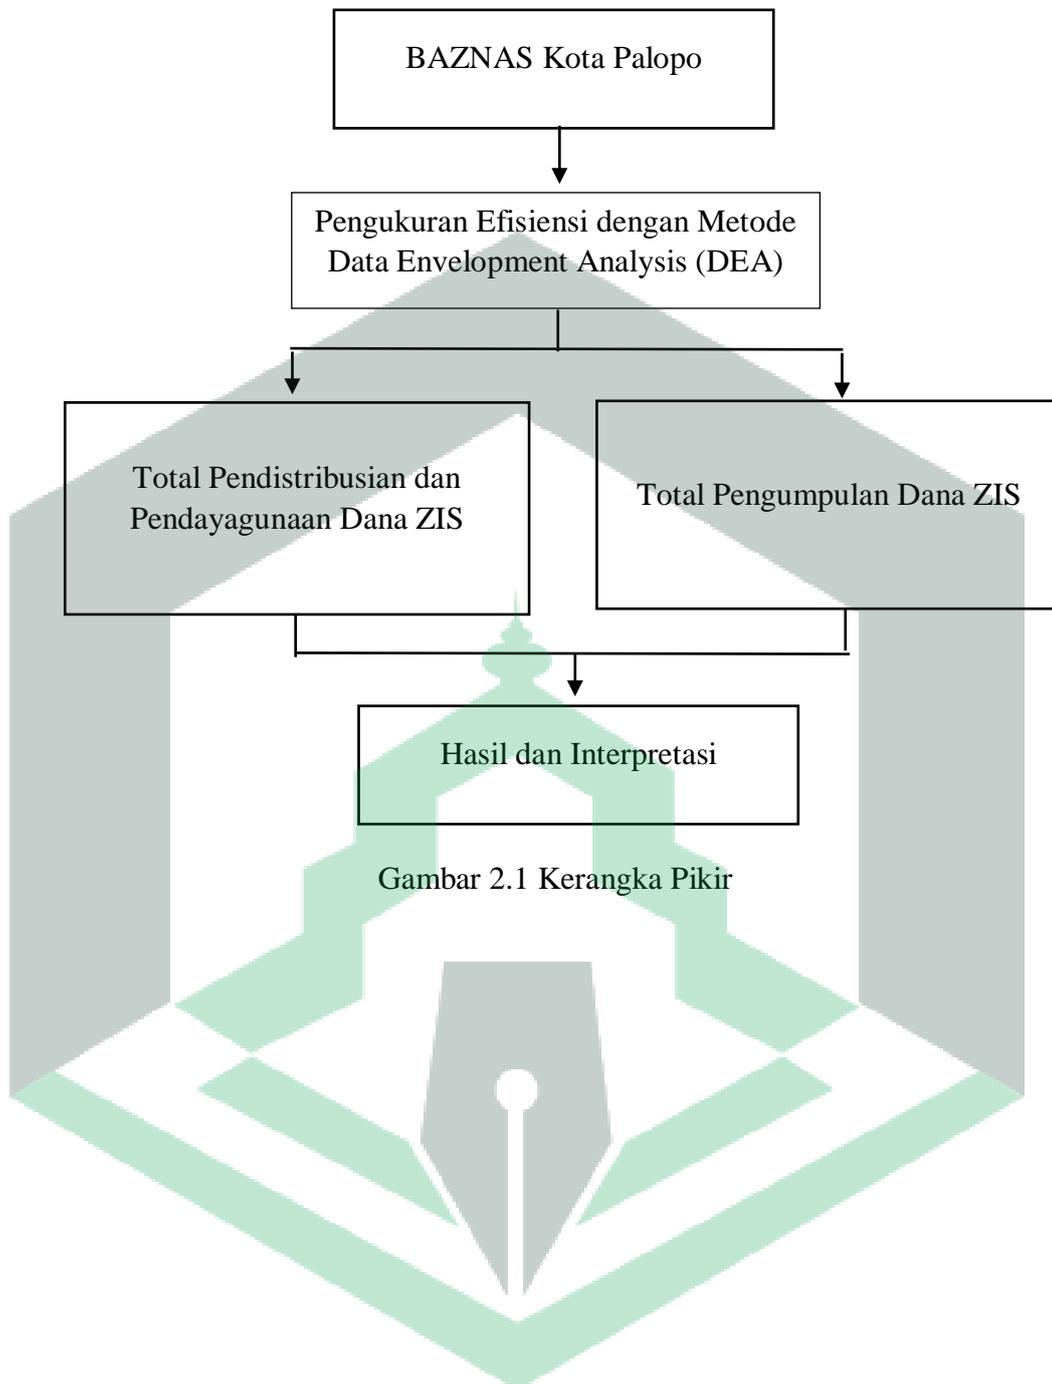 BAZNAS Kota Palopo
Pengukuran Efisiensi dengan Metode
Data Envelopment Analysis (DEA)
Total Pendistribusian dan
Pendayagunaan Dana ZIS
Total Pengumpulan Dana ZIS
Hasil dan Interpretasi
Gambar 2.1 Kerangka Pikir